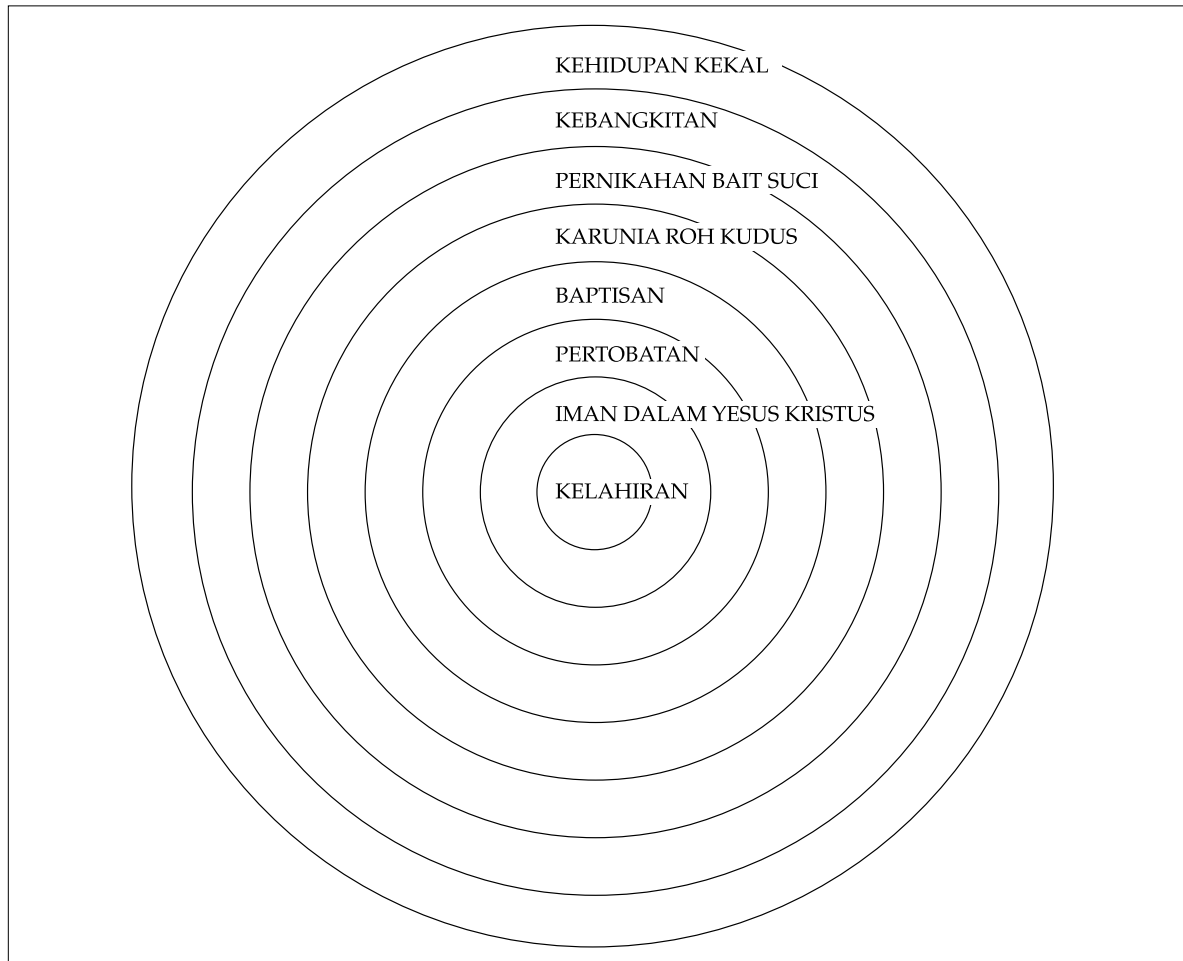 KEHIDUPAN KEKAL
KEBANGKITAN
PERNIKAHAN BAIT SUCI
KARUNIA ROH KUDUS
BAPTISAN
PERTOBATAN
IMAN DALAM YESUS KRISTUS
KELAHIRAN